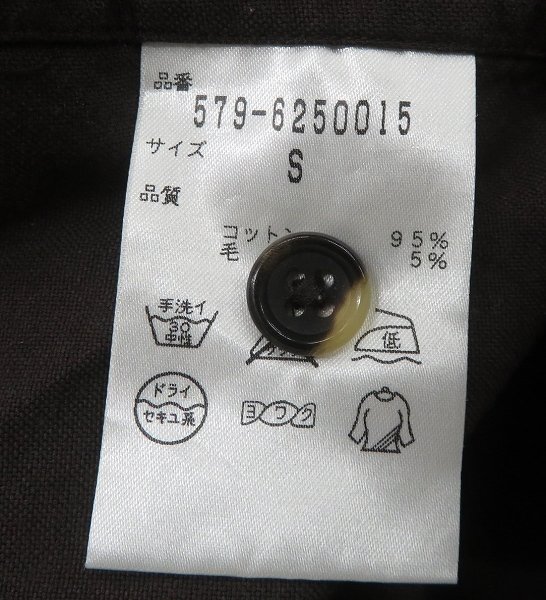 品番
579-6250015
サイズ
S
品質
コットン 95%
毛 5%
手洗イ
30
中性
低
ドライ
セキユ系
ヨワク